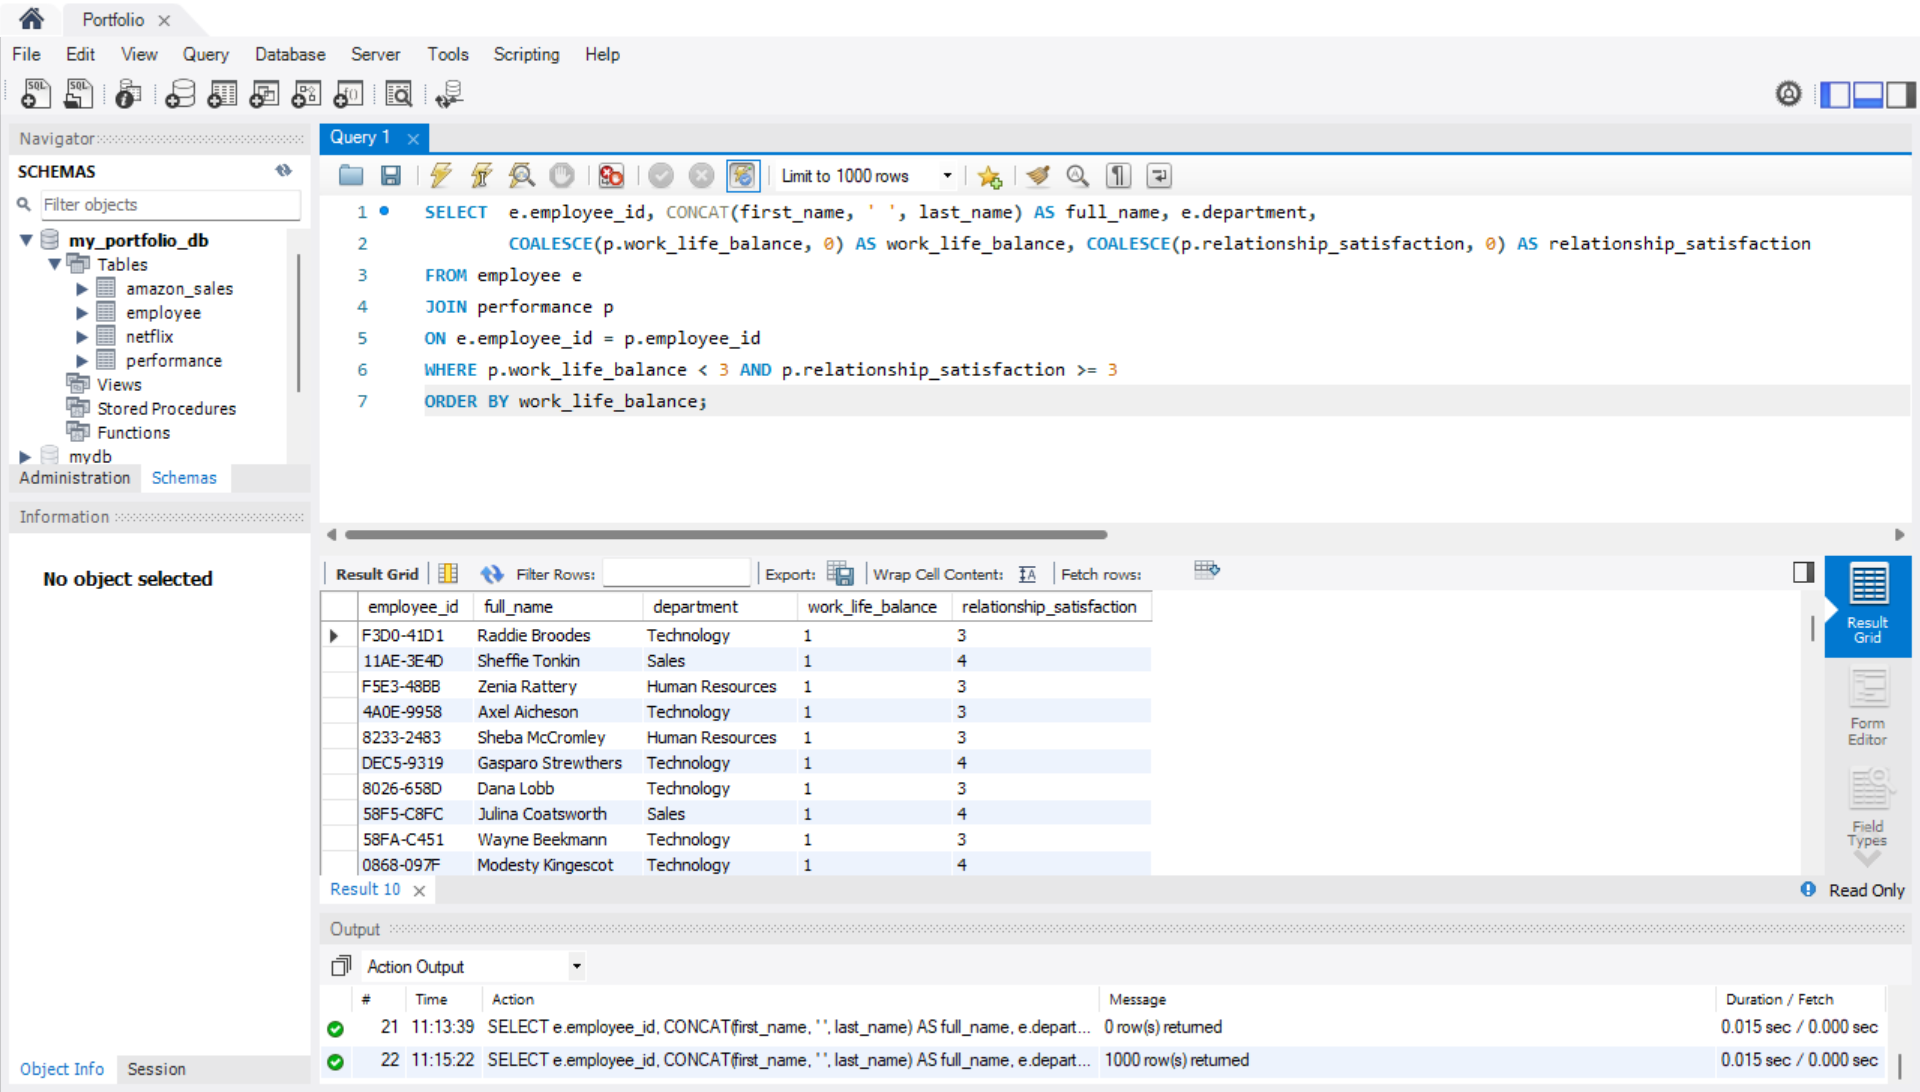 Portfolio
File Edit View Query Database Server Tools Scripting Help
Navigator
SCHEMAS
Filter objects
my_portfolio_db
Tables
amazon_sales
employee
netflix
performance
Views
Stored Procedures
Functions
mydb
Administration Schemas
Information
No object selected
Object Info Session
Query 1
Limit to 1000 rows
1 SELECT e.employee_id, CONCAT(first_name, ' ', last_name) AS full_name, e.department,
2 COALESCE(p.work_life_balance, 0) AS work_life_balance, COALESCE(p.relationship_satisfaction, 0) AS relationship_satisfaction
3 FROM employee e
4 JOIN performance p
5 ON e.employee_id = p.employee_id
6 WHERE p.work_life_balance < 3 AND p.relationship_satisfaction >= 3
7 ORDER BY work_life_balance;
Result Grid Filter Rows: Export: Wrap Cell Content: Fetch rows:
employee_id full_name department work_life_balance relationship_satisfaction
F3D0-41D1 Raddie Broodes Technology 1 3
11AE-3E4D Sheffie Tonkin Sales 1 4
F5E3-48BB Zenia Rattery Human Resources 1 3
4A0E-9958 Axel Aicheson Technology 1 3
8233-2483 Sheba McCromley Human Resources 1 3
DEC5-9319 Gasparo Strewthers Technology 1 4
8026-658D Dana Lobb Technology 1 3
58F5-C8FC Julina Coatsworth Sales 1 4
58FA-C451 Wayne Beekmann Technology 1 3
0868-097F Modesty Kingescot Technology 1 4
Result Grid
Form Editor
Field Types
Result 10
Read Only
Output
Action Output
# Time Action Message Duration / Fetch
21 11:13:39 SELECT e.employee_id, CONCAT(first_name, ' ', last_name) AS full_name, e.depart... 0 row(s) returned 0.015 sec / 0.000 sec
22 11:15:22 SELECT e.employee_id, CONCAT(first_name, ' ', last_name) AS full_name, e.depart... 1000 row(s) returned 0.015 sec / 0.000 sec